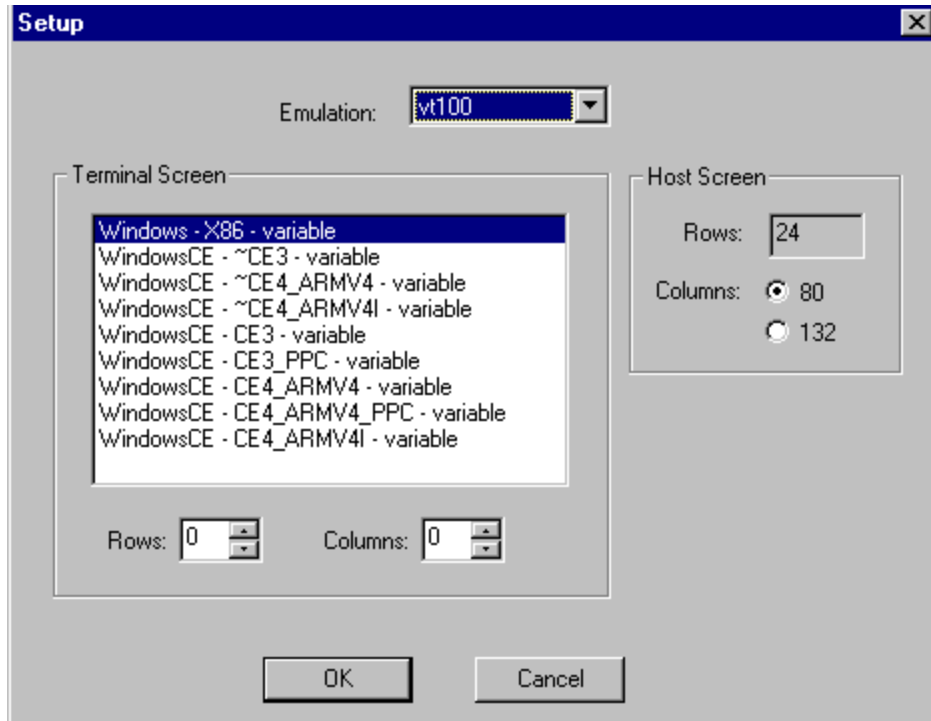 Setup
Emulation: vt100
Terminal Screen
Windows - X86 - variable
WindowsCE - ~CE3 - variable
WindowsCE - ~CE4_ARMV4 - variable
WindowsCE - ~CE4_ARMV4I - variable
WindowsCE - CE3 - variable
WindowsCE - CE3_PPC - variable
WindowsCE - CE4_ARMV4 - variable
WindowsCE - CE4_ARMV4_PPC - variable
WindowsCE - CE4_ARMV4I - variable
Rows: 0 Columns: 0
Host Screen
Rows: 24
Columns: 80
132
OK Cancel